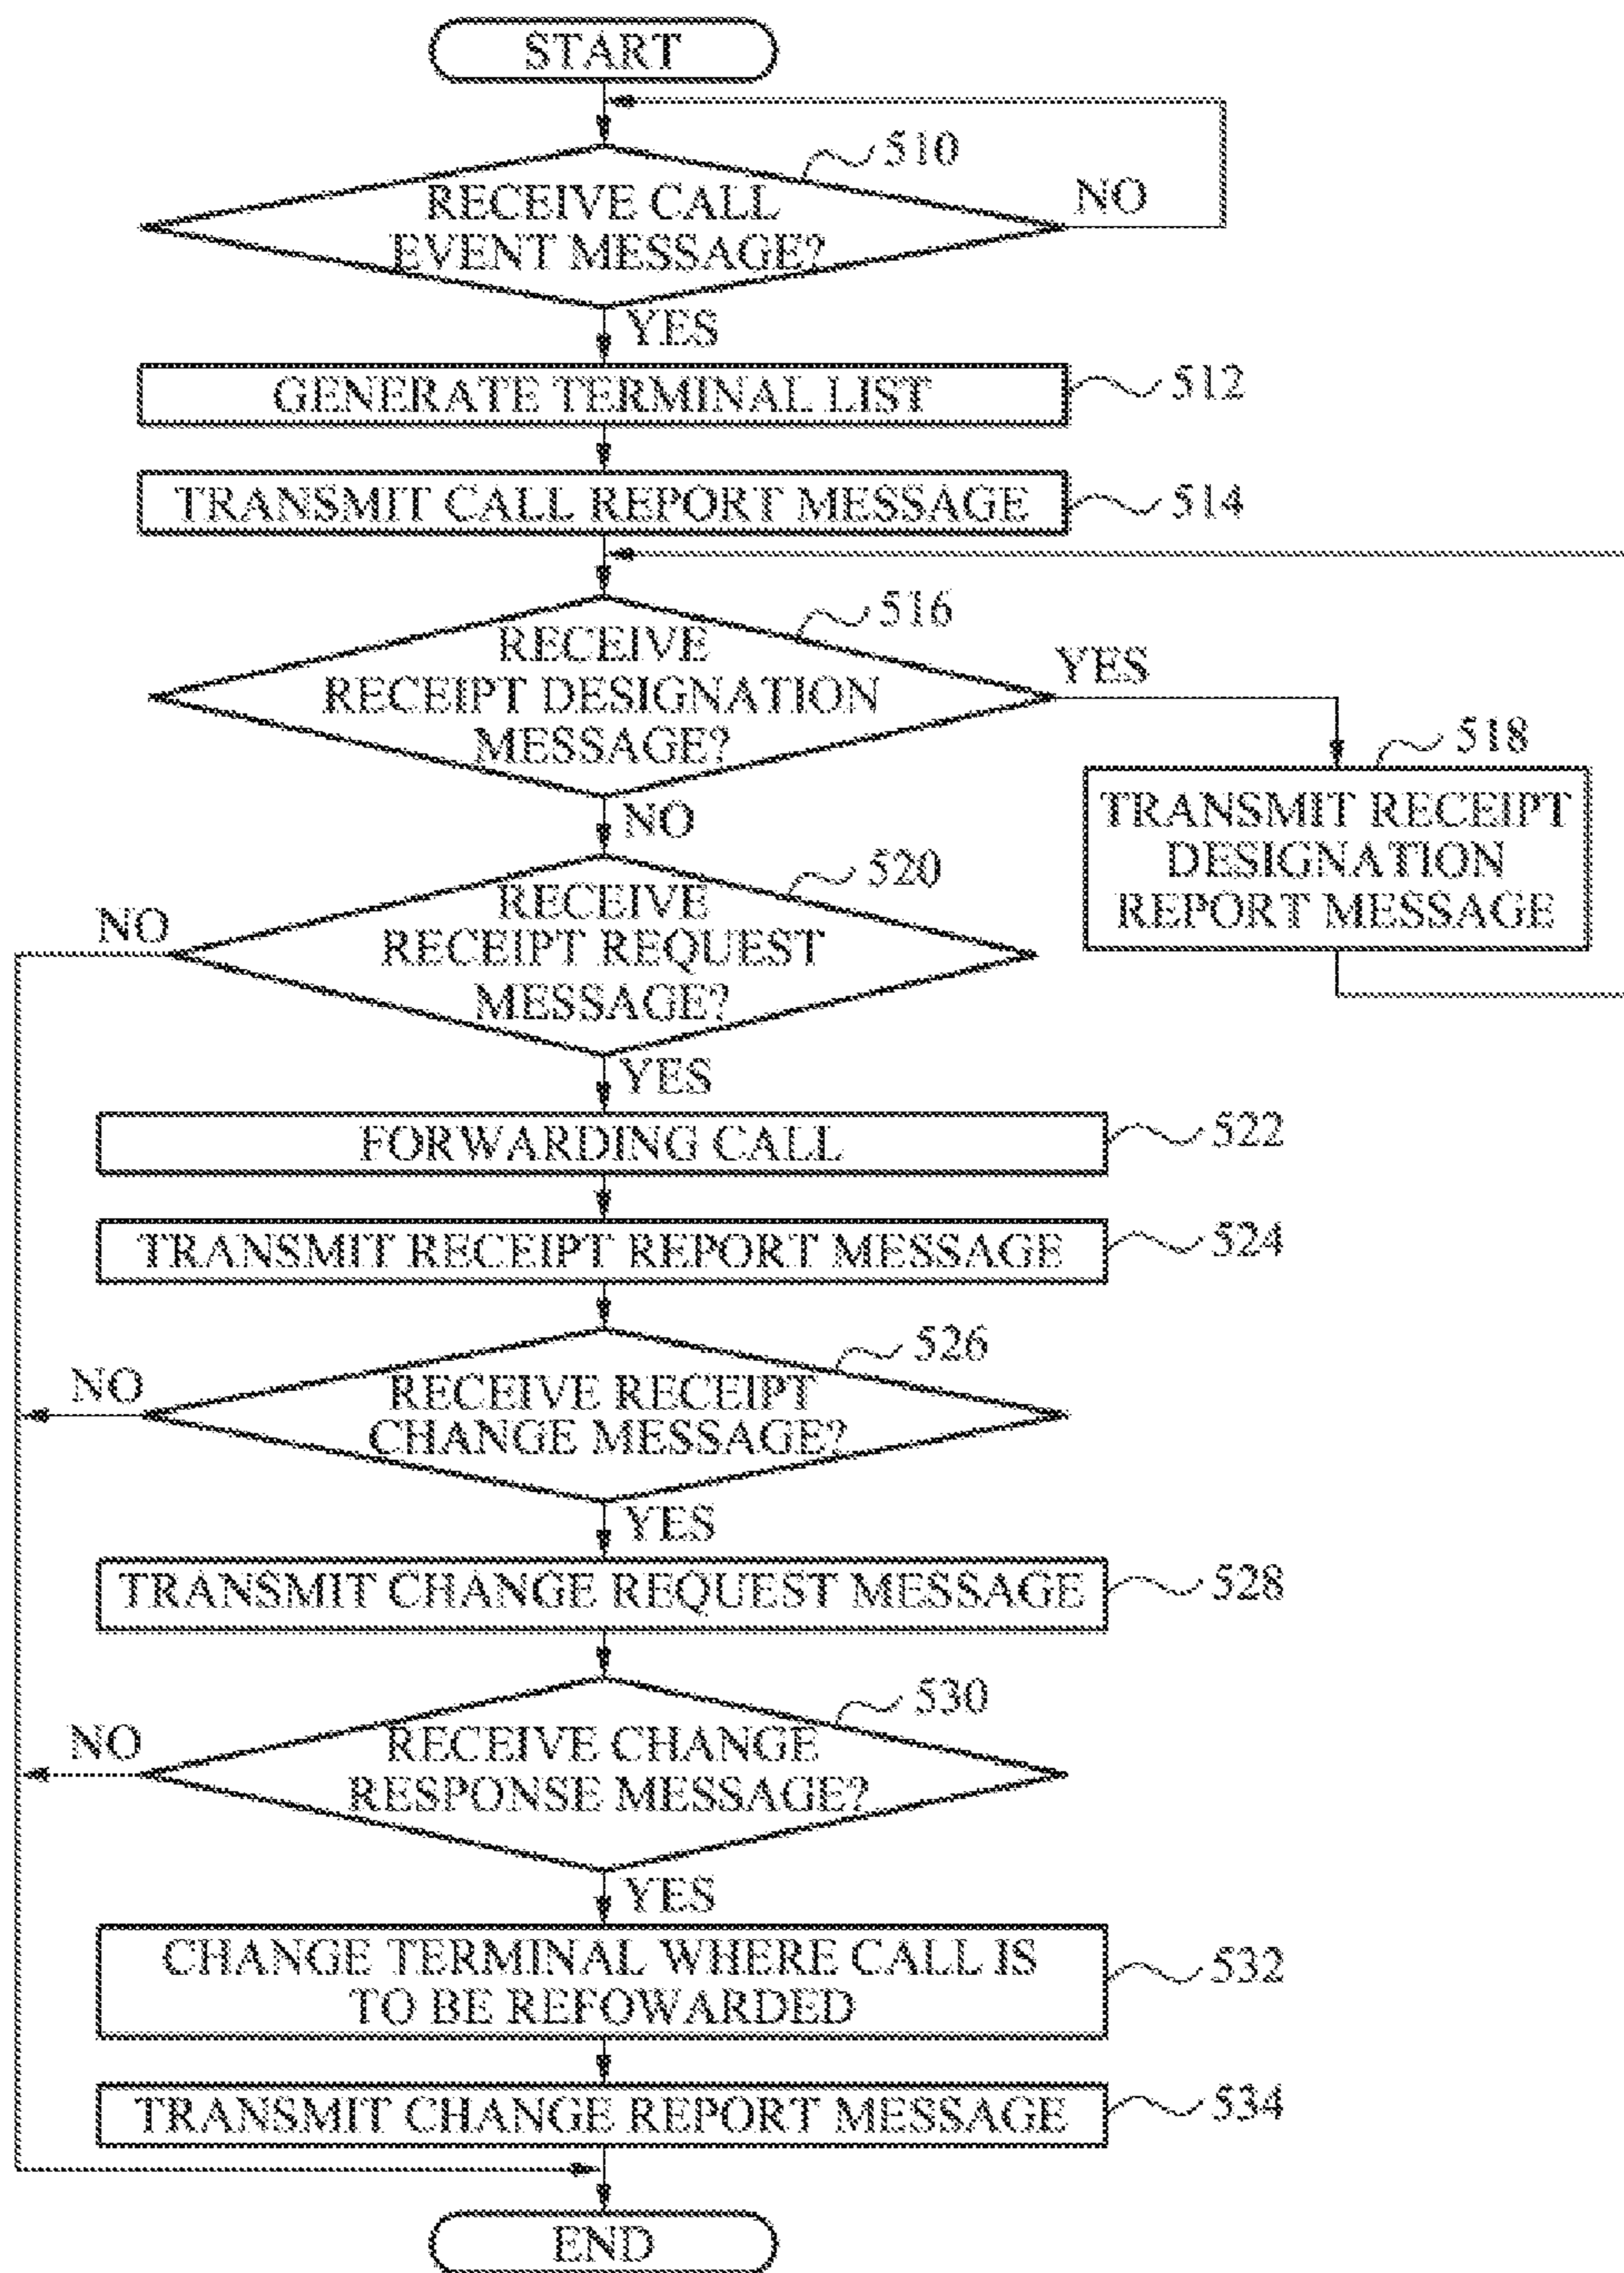 START
510
RECEIVE CALL
EVENT MESSAGE?
NO
YES
GENERATE TERMINAL LIST
512
TRANSMIT CALL REPORT MESSAGE
514
516
RECEIVE
RECEIPT DESIGNATION
MESSAGE?
YES
NO
518
TRANSMIT RECEIPT
DESIGNATION
REPORT MESSAGE
520
RECEIVE
RECEIPT REQUEST
MESSAGE?
NO
YES
FORWARDING CALL
522
TRANSMIT RECEIPT REPORT MESSAGE
524
526
RECEIVE RECEIPT
CHANGE MESSAGE?
NO
YES
TRANSMIT CHANGE REQUEST MESSAGE
528
530
RECEIVE CHANGE
RESPONSE MESSAGE?
NO
YES
CHANGE TERMINAL WHERE CALL IS
TO BE REFOWARDED
532
TRANSMIT CHANGE REPORT MESSAGE
534
END